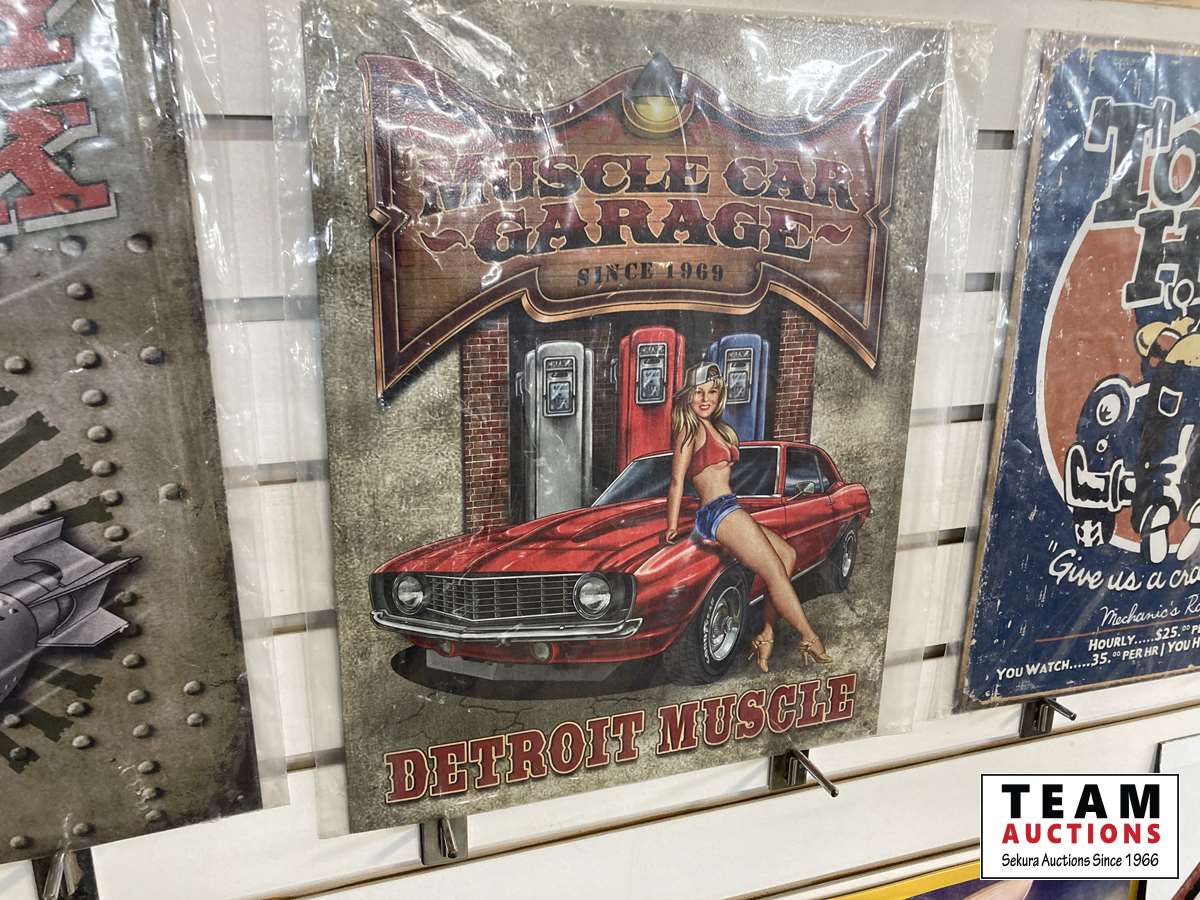 MUSCLE CAR
~GARAGE~
SINCE 1969
DETROIT MUSCLE
"Give us a
Mechanic's
HOURLY.....$25.00
YOU WATCH.....35.00 PER HR | YOU
TEAM
AUCTIONS
Sekura Auctions Since 1966